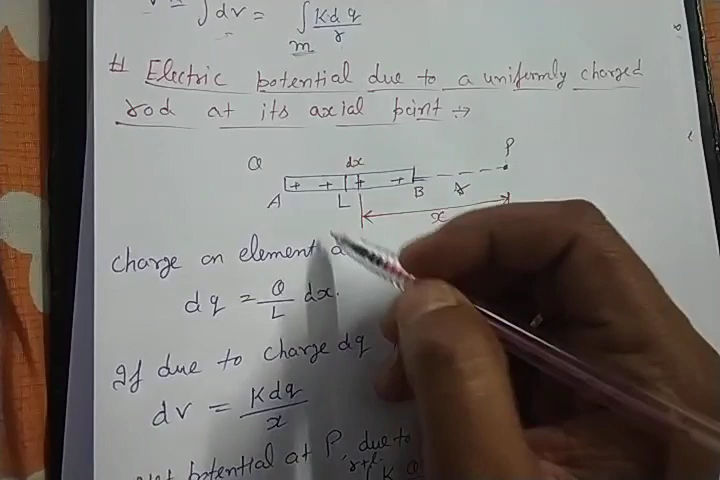 ∫dv = ∫ Kdq / r
m
# Electric potential due to a uniformly charged
rod at its axial point :→
Q dx P
+ + + +
A L B r
x
charge on element
dq = Q/L dx.
If due to charge dq
dv = Kdq / x
potential at P, due to
r+L
K Q